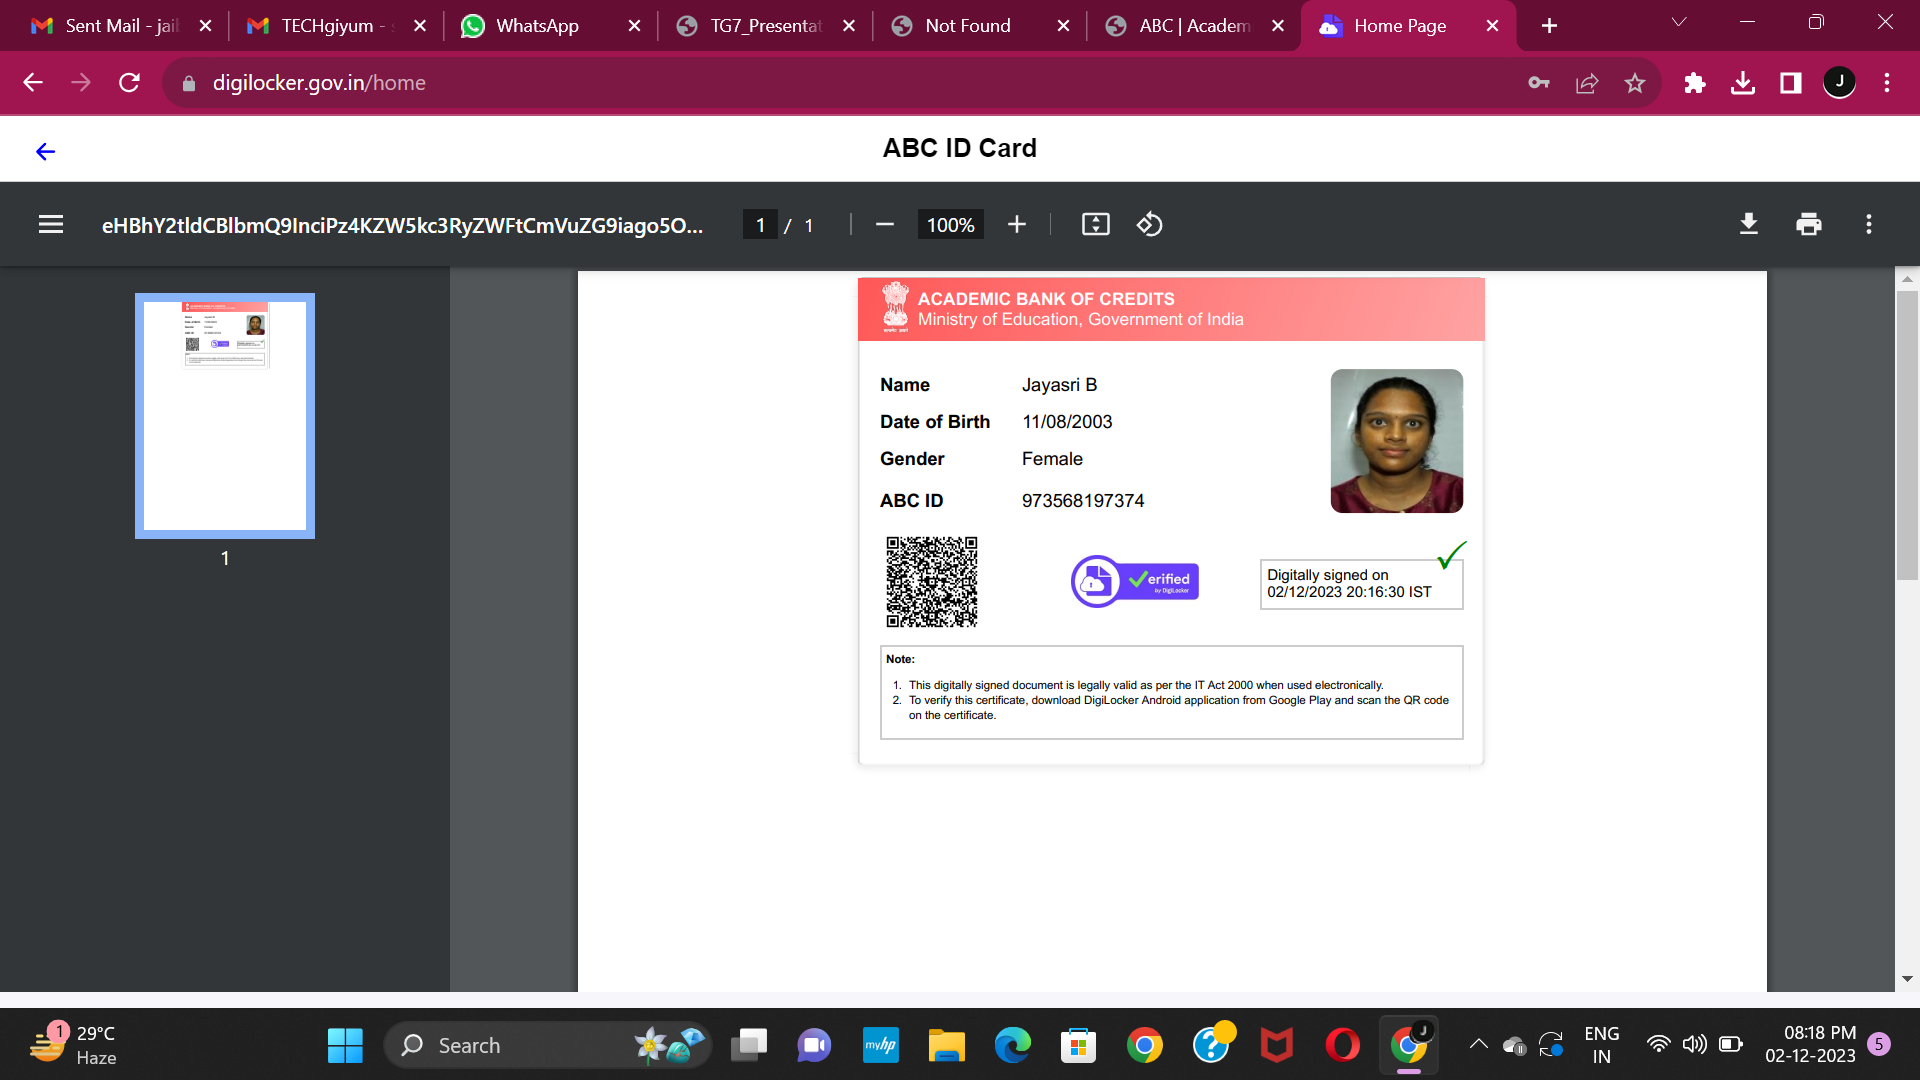 Sent Mail - jail
TECHgiyum - s
WhatsApp
TG7_Presentat
Not Found
ABC | Academ
Home Page
digilocker.gov.in/home
J
ABC ID Card
eHBhY2tldCBlbmQ9InciPz4KZW5kc3RyZWFtCmVuZG9iago5O...
1 / 1
100%
ACADEMIC BANK OF CREDITS
Ministry of Education, Government of India
Name Jayasri B
Date of Birth 11/08/2003
Gender Female
ABC ID 973568197374
erified
by DigiLocker
Digitally signed on
02/12/2023 20:16:30 IST
Note:
1. This digitally signed document is legally valid as per the IT Act 2000 when used electronically.
2. To verify this certificate, download DigiLocker Android application from Google Play and scan the QR code
on the certificate.
1
1
29°C
Haze
Search
myhp
J
ENG
IN
08:18 PM
02-12-2023
5